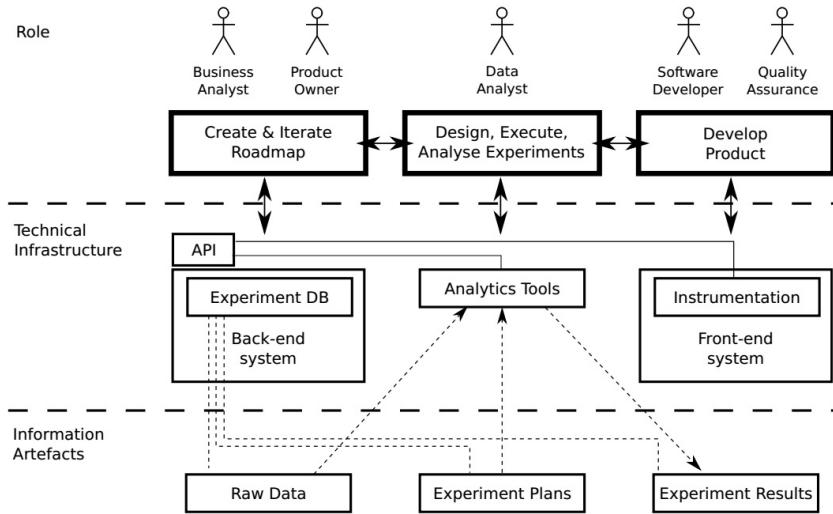 Role
Business
Analyst
Product
Owner
Data
Analyst
Software
Developer
Quality
Assurance
Create & Iterate
Roadmap
Design, Execute,
Analyse Experiments
Develop
Product
Technical
Infrastructure
API
Experiment DB
Back-end
system
Analytics Tools
Instrumentation
Front-end
system
Information
Artefacts
Raw Data
Experiment Plans
Experiment Results